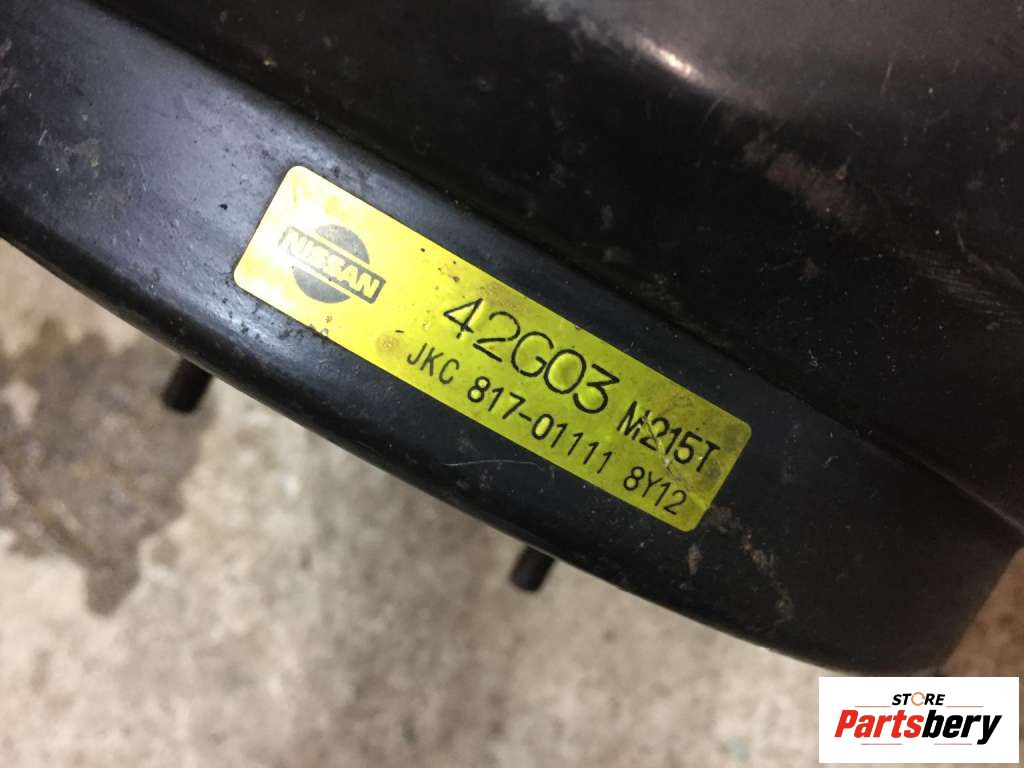 NISSAN
42G03 M215T
JKC 817-01111 8Y12
STORE
Partsbery